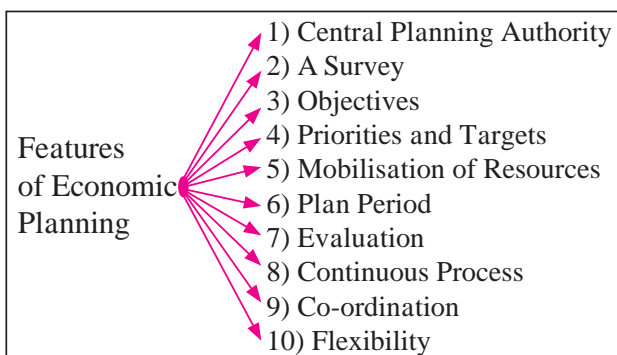 Features
of Economic
Planning
1) Central Planning Authority
2) A Survey
3) Objectives
4) Priorities and Targets
5) Mobilisation of Resources
6) Plan Period
7) Evaluation
8) Continuous Process
9) Co-ordination
10) Flexibility